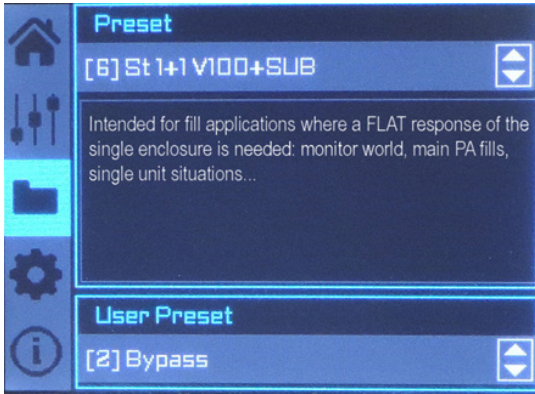 Preset
[6] St 1+1 V100+SUB
Intended for fill applications where a FLAT response of the
single enclosure is needed: monitor world, main PA fills,
single unit situations...
User Preset
[2] Bypass